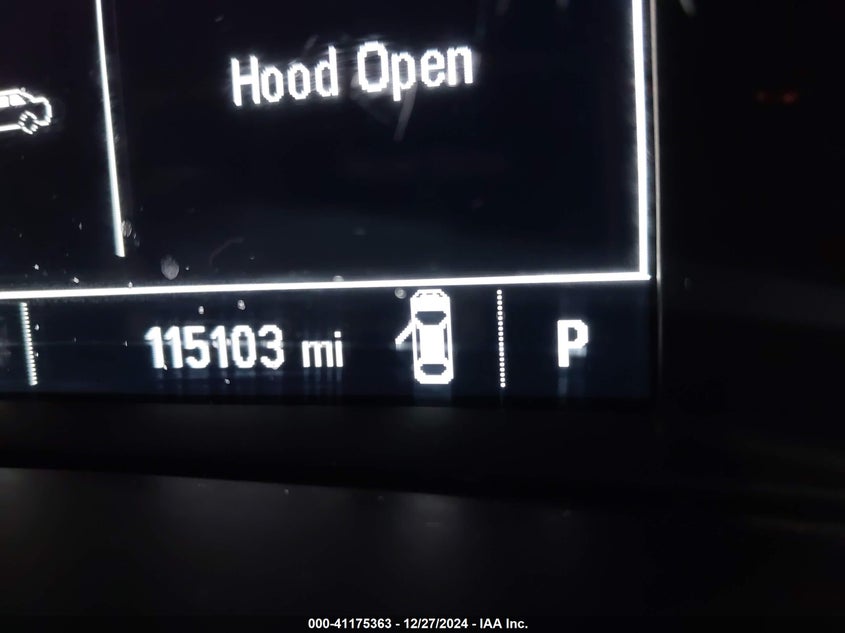 Hood Open
115103 mi P
000-41175363 - 12/27/2024 - IAA Inc.